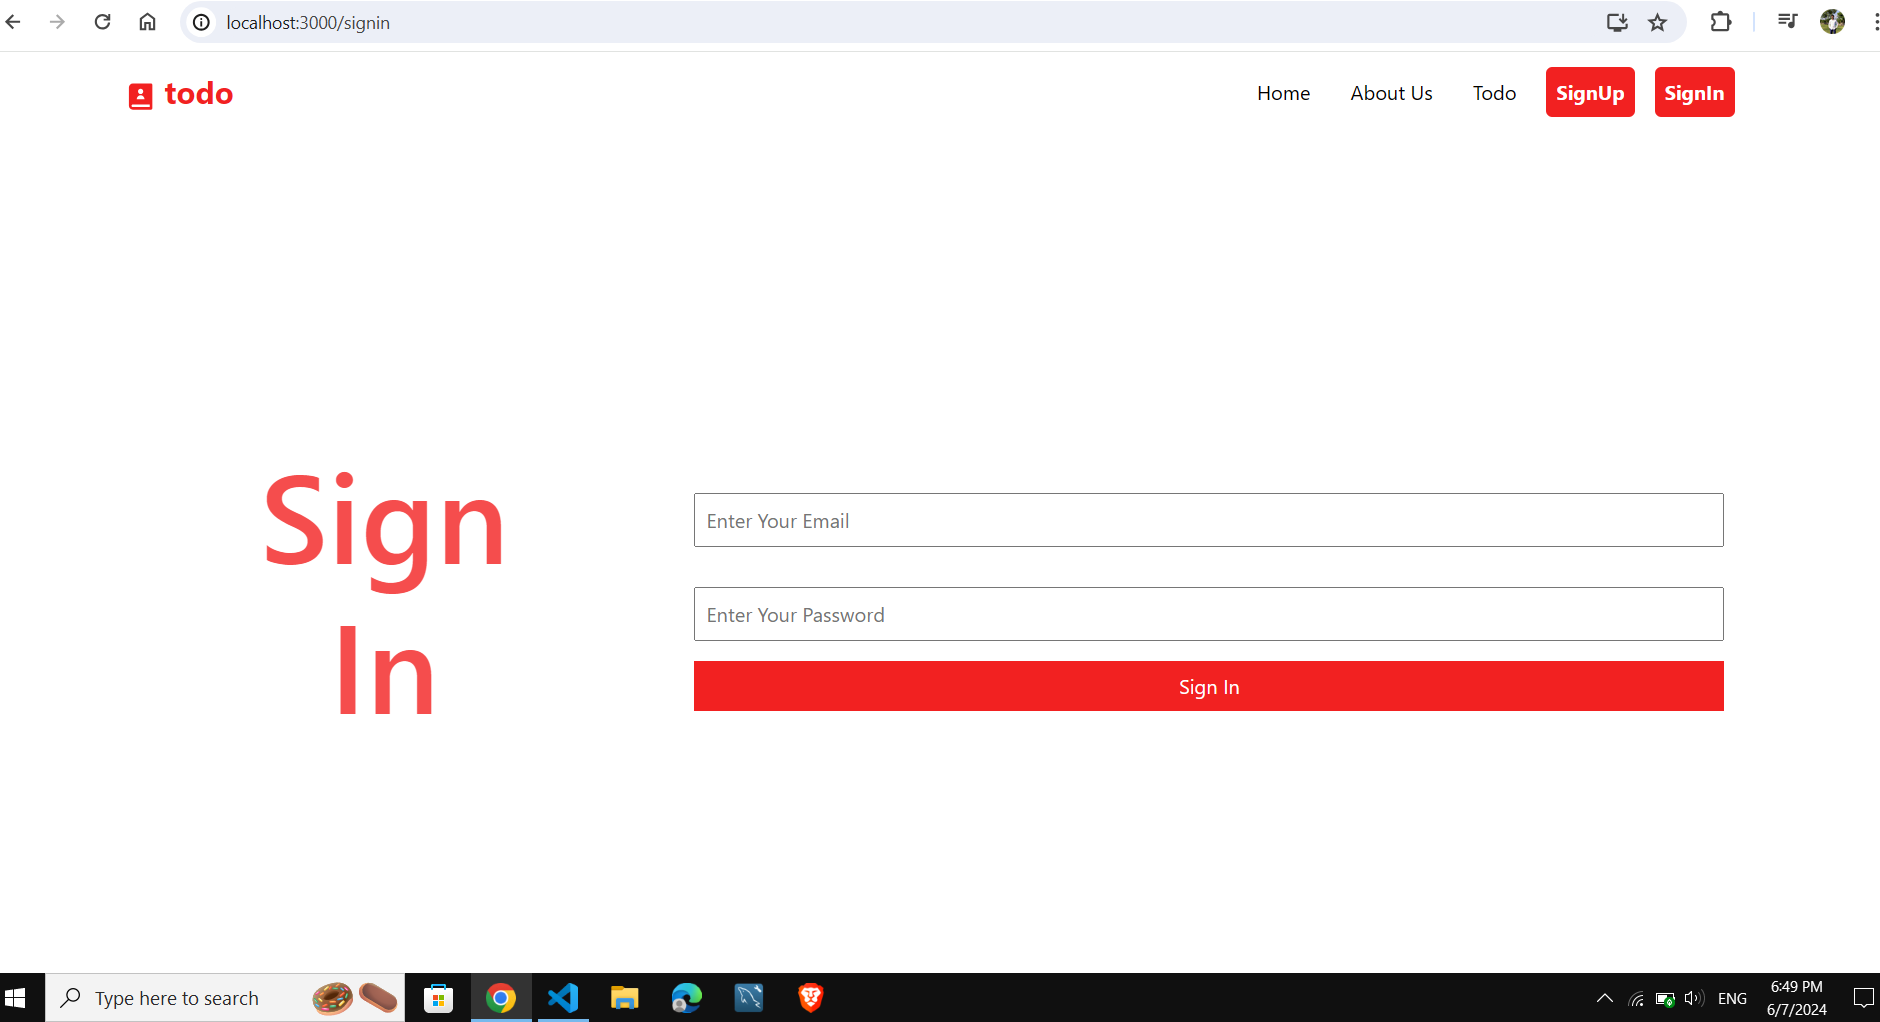 localhost:3000/signin
todo
Home
About Us
Todo
SignUp
SignIn
Sign
In
Enter Your Email
Enter Your Password
Sign In
Type here to search
ENG
6:49 PM
6/7/2024